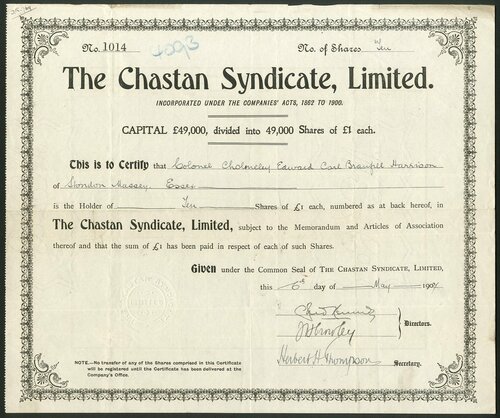 No. 1014
No. of Shares Ten
The Chastan Syndicate, Limited.
INCORPORATED UNDER THE COMPANIES' ACTS, 1862 TO 1900.
CAPITAL £49,000, divided into 49,000 Shares of £1 each.
This is to Certify that Colonel Cholmeley Edward Carl Branfill Harrison
of Essex
is the Holder of Ten Shares of £1 each, numbered as at back hereof, in
The Chastan Syndicate, Limited, subject to the Memorandum and Articles of Association
thereof and that the sum of £1 has been paid in respect of each of such Shares.
Given under the Common Seal of THE CHASTAN SYNDICATE, LIMITED,
this 6th day of May 190
Directors.
Herbert H Thompson Secretary.
NOTE.—No transfer of any of the Shares comprised in this Certificate
will be registered until the Certificate has been delivered at the
Company's Office.